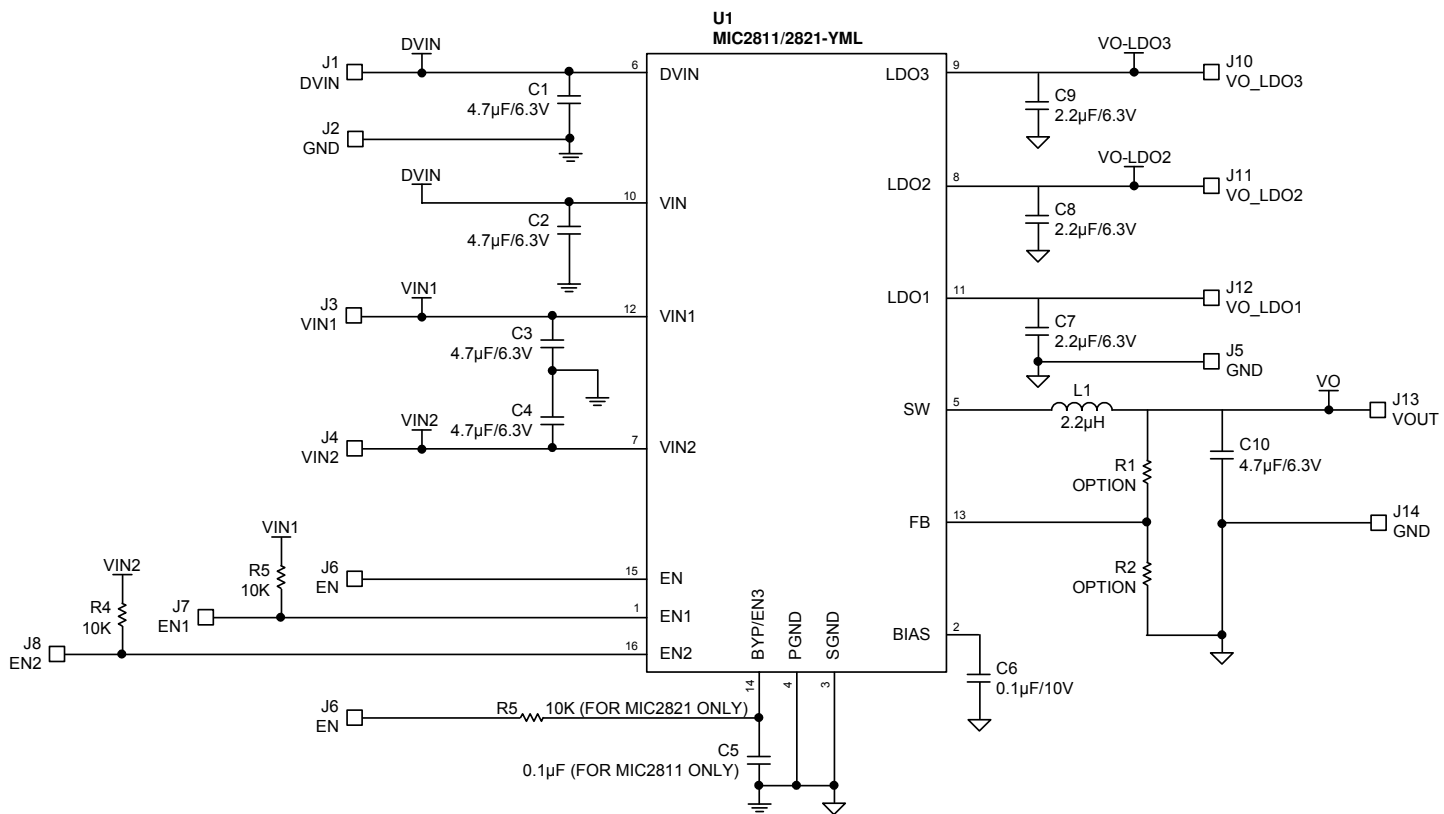 U1
MIC2811/2821-YML
DVIN
J1
DVIN
6
DVIN
C1
4.7µF/6.3V
J2
GND
DVIN
10
VIN
C2
4.7µF/6.3V
VIN1
J3
VIN1
12
VIN1
C3
4.7µF/6.3V
C4
4.7µF/6.3V
VIN2
J4
VIN2
7
VIN2
VIN1
R5
10K
J6
EN
15
EN
VIN2
R4
10K
J7
EN1
1
EN1
J8
EN2
16
EN2
BYP/EN3
PGND
SGND
14
4
3
J6
EN
R5
10K (FOR MIC2821 ONLY)
C5
0.1µF (FOR MIC2811 ONLY)
LDO3
9
VO-LDO3
J10
VO_LDO3
C9
2.2µF/6.3V
LDO2
8
VO-LDO2
J11
VO_LDO2
C8
2.2µF/6.3V
LDO1
11
J12
VO_LDO1
C7
2.2µF/6.3V
J5
GND
SW
5
L1
2.2µH
VO
J13
VOUT
R1
OPTION
C10
4.7µF/6.3V
FB
13
J14
GND
R2
OPTION
BIAS
2
C6
0.1µF/10V